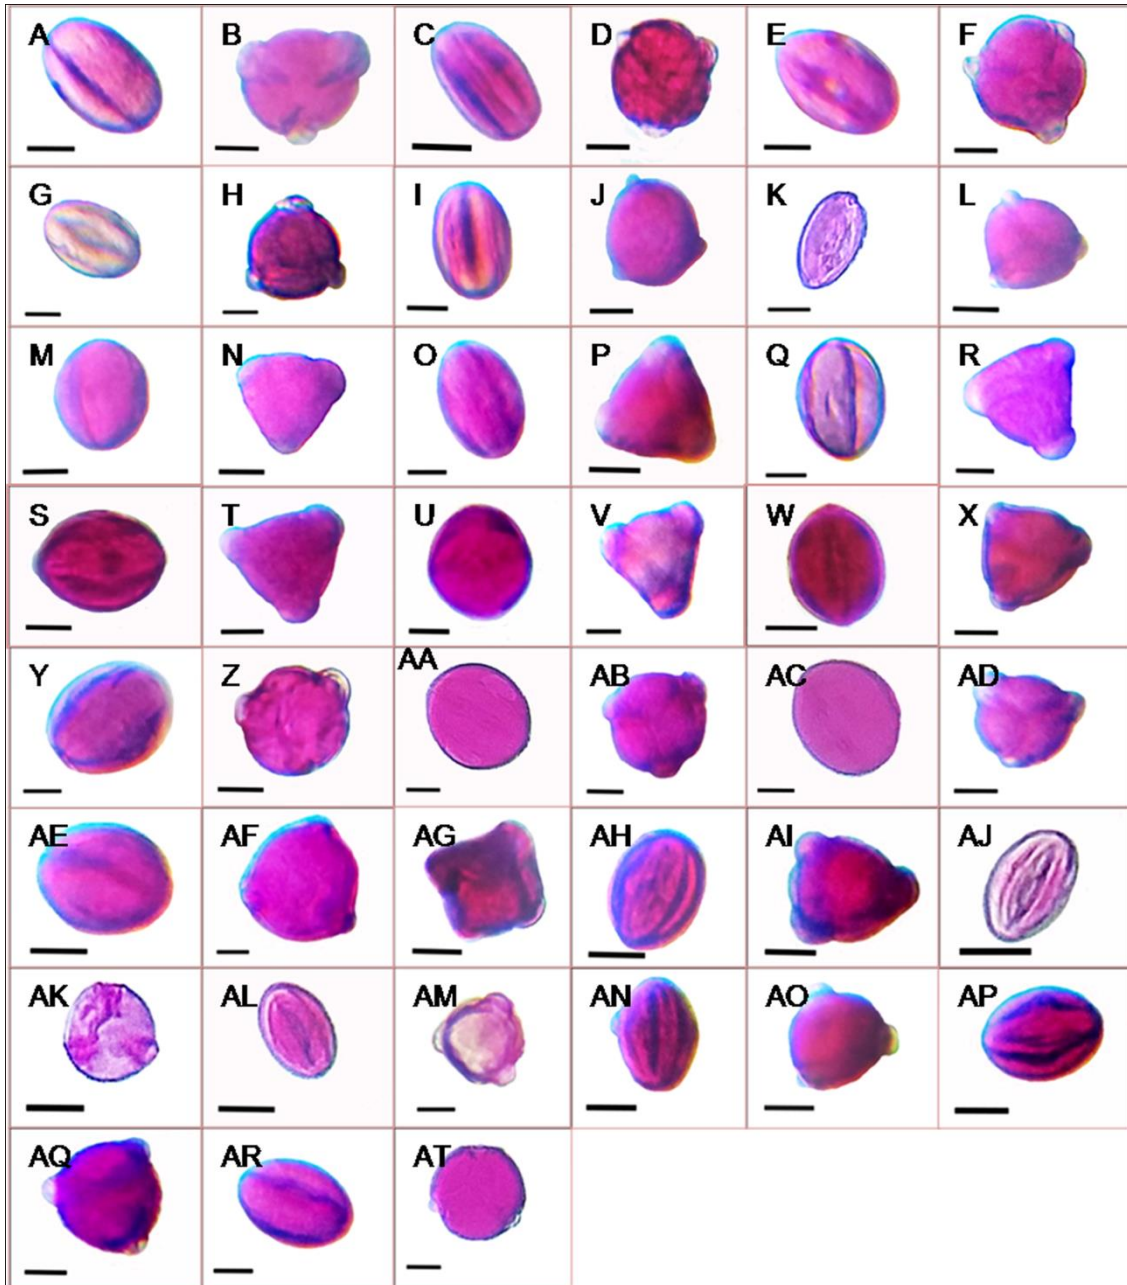 A B C D E F
G H I J K L
M N O P Q R
S T U V W X
Y Z AA AB AC AD
AE AF AG AH AI AJ
AK AL AM AN AO AP
AQ AR AT